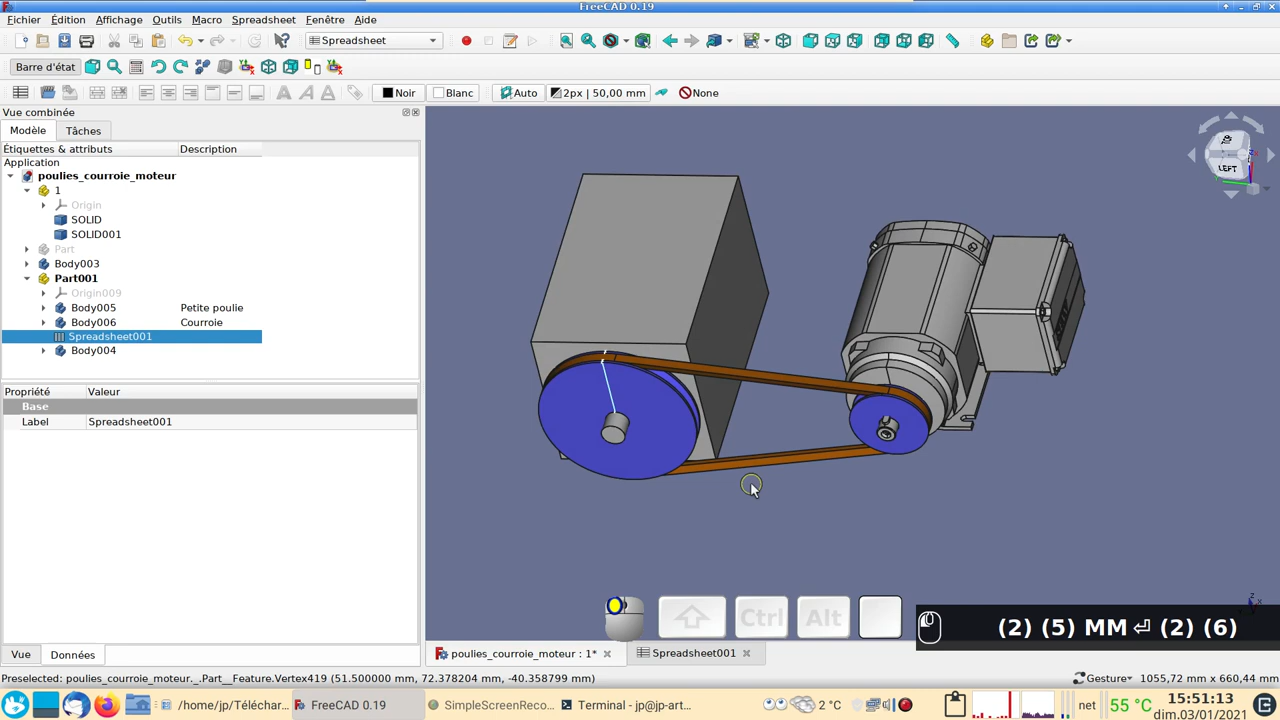 FreeCAD 0.19
Fichier Édition Affichage Outils Macro Spreadsheet Fenêtre Aide
Spreadsheet
Barre d'état
Noir Blanc Auto 2px | 50,00 mm None
Vue combinée
Modèle Tâches
Étiquettes & attributs Description
Application
poulies_courroie_moteur
1
Origin
SOLID
SOLID001
Part
Body003
Part001
Origin009
Body005 Petite poulie
Body006 Courroie
Spreadsheet001
Body004
Propriété Valeur
Base
Label Spreadsheet001
LEFT
Ctrl Alt
(2) (5) MM⏎ (2) (6)
Vue Données
poulies_courroie_moteur : 1* Spreadsheet001
Preselected: poulies_courroie_moteur._.Part__Feature.Vertex419 (51.500000 mm, 72.378204 mm, -40.358799 mm) Gesture 1055,72 mm x 660,44 mm
/home/jp/Téléchar... FreeCAD 0.19 SimpleScreenReco... Terminal - jp@jp-art... 2 °C net 55 °C 15:51:13
dim.03/01/2021